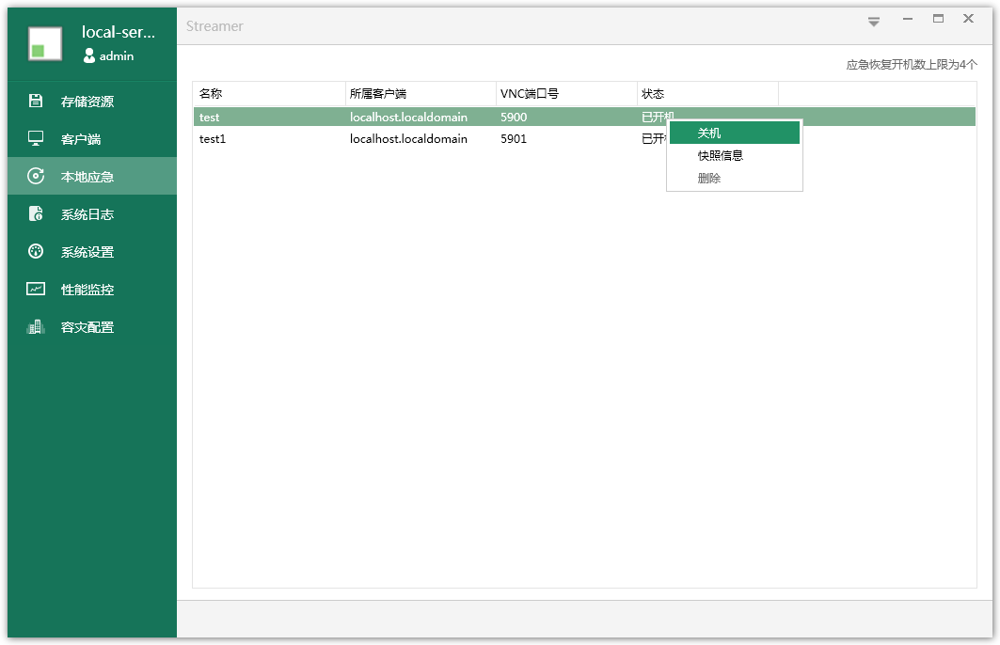 local-ser...
admin
存储资源
客户端
本地应急
系统日志
系统设置
性能监控
容灾配置
Streamer
应急恢复开机数上限为4个
名称 所属客户端 VNC端口号 状态
test localhost.localdomain 5900 已开机
test1 localhost.localdomain 5901 已开
关机
快照信息
删除